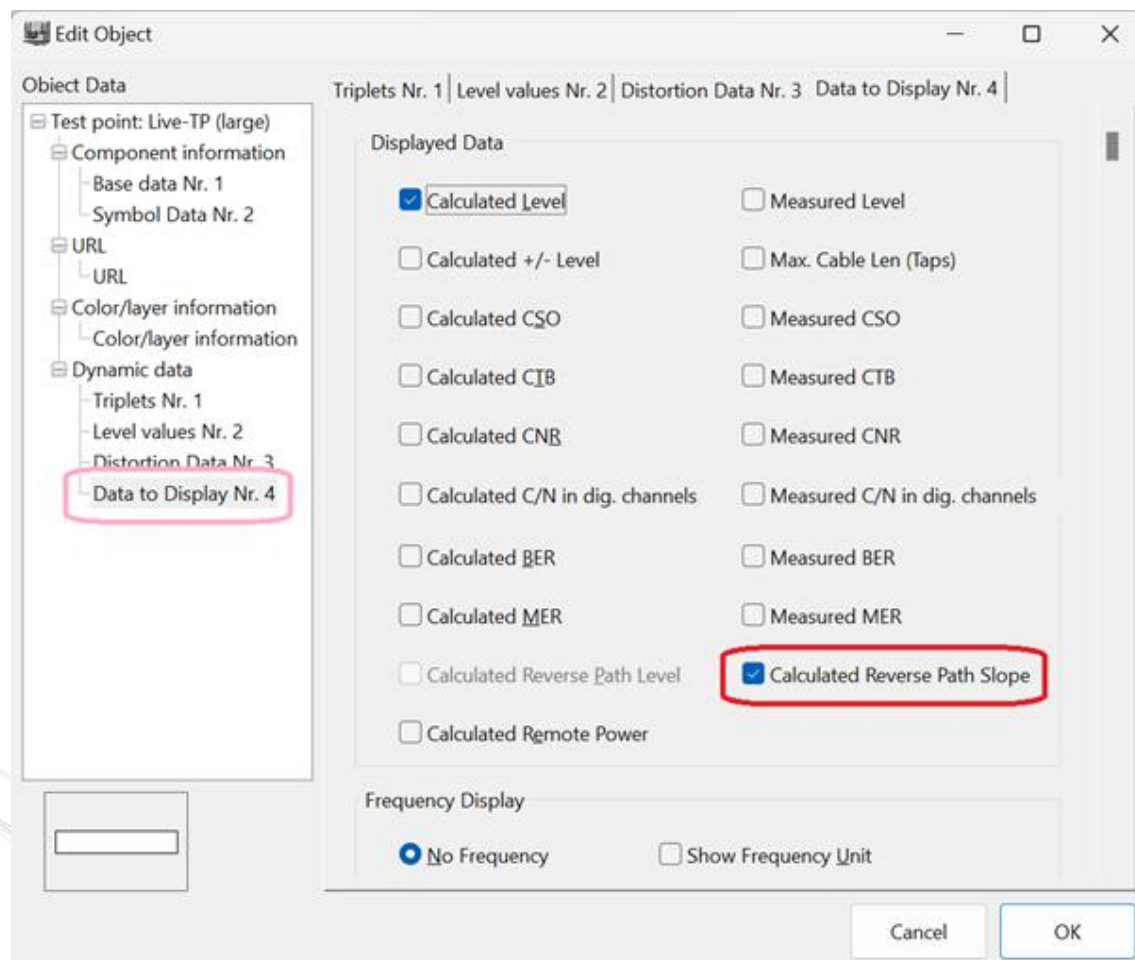 Edit Object
Obiect Data
Test point: Live-TP (large)
Component information
Base data Nr. 1
Symbol Data Nr. 2
URL
URL
Color/layer information
Color/layer information
Dynamic data
Triplets Nr. 1
Level values Nr. 2
Distortion Data Nr. 3
Data to Display Nr. 4
Triplets Nr. 1 Level values Nr. 2 Distortion Data Nr. 3 Data to Display Nr. 4
Displayed Data
Calculated Level Measured Level
Calculated +/- Level Max. Cable Len (Taps)
Calculated CSO Measured CSO
Calculated CTB Measured CTB
Calculated CNR Measured CNR
Calculated C/N in dig. channels Measured C/N in dig. channels
Calculated BER Measured BER
Calculated MER Measured MER
Calculated Reverse Path Level Calculated Reverse Path Slope
Calculated Remote Power
Frequency Display
No Frequency Show Frequency Unit
Cancel OK